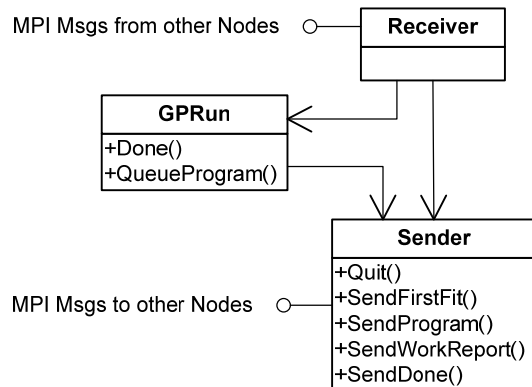 MPI Msgs from other Nodes
Receiver
GPRun
+Done()
+QueueProgram()
Sender
+Quit()
MPI Msgs to other Nodes
+SendFirstFit()
+SendProgram()
+SendWorkReport()
+SendDone()